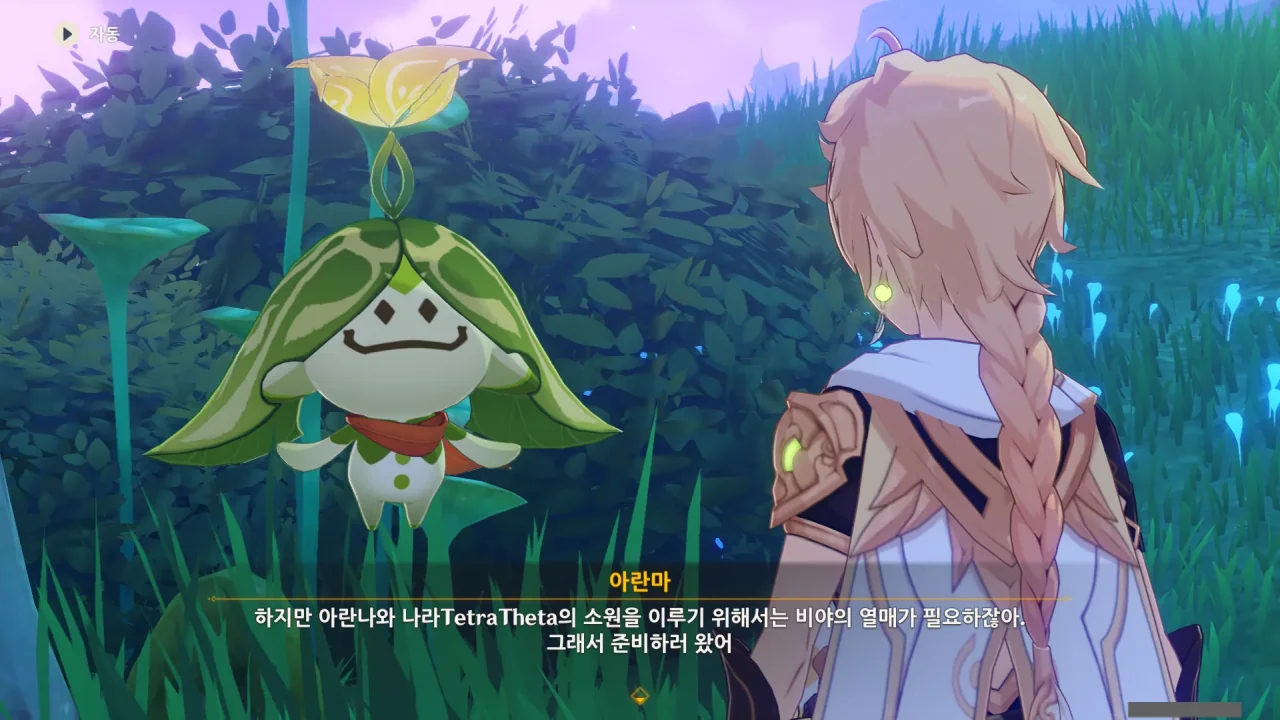 자동
아란마
하지만 아란나와 나라TetraTheta의 소원을 이루기 위해서는 비야의 열매가 필요하잖아.
그래서 준비하러 왔어